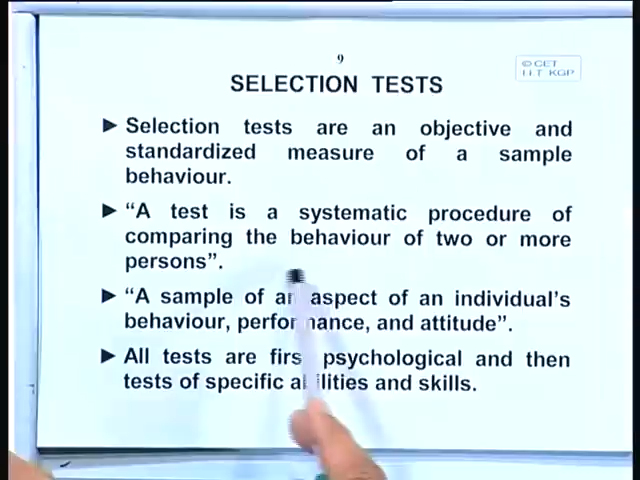 9
© CET
I.I.T. KGP
SELECTION TESTS
► Selection tests are an objective and
standardized measure of a sample
behaviour.
► “A test is a systematic procedure of
comparing the behaviour of two or more
persons”.
► “A sample of an aspect of an individual’s
behaviour, performance, and attitude”.
► All tests are first psychological and then
tests of specific abilities and skills.